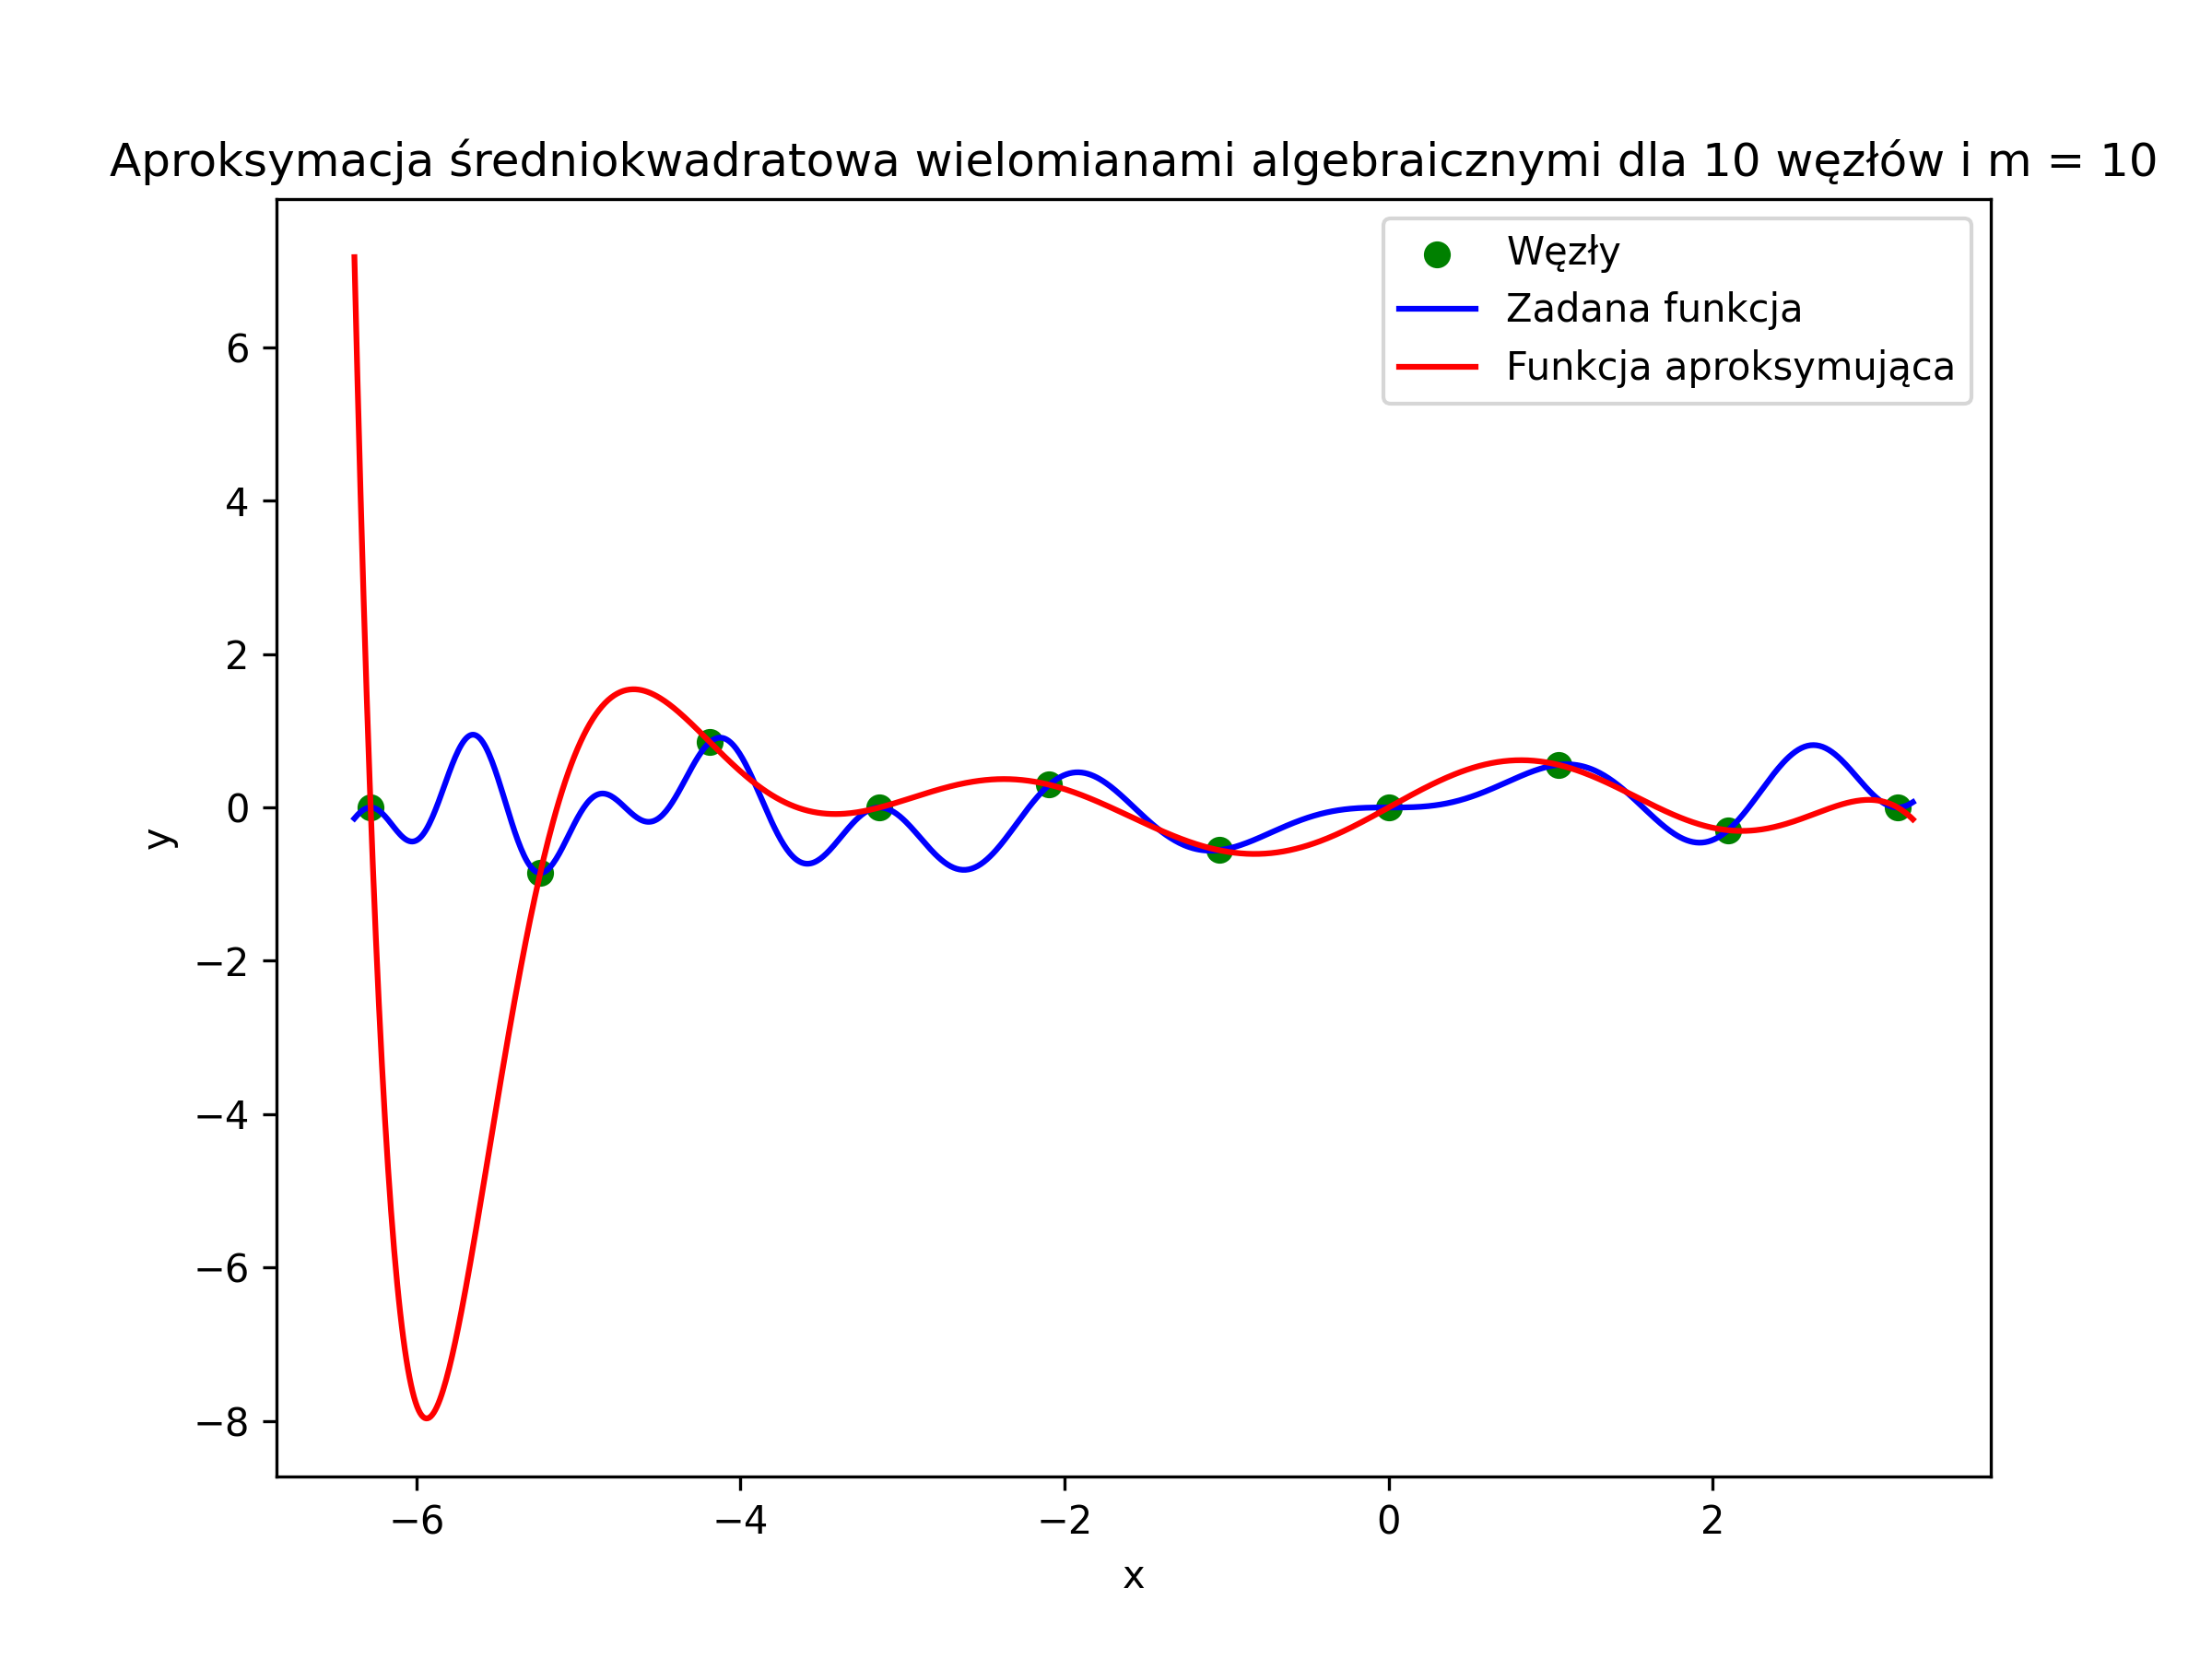 Aproksymacja średniokwadratowa wielomianami algebraicznymi dla 10 węzłów i m = 10
Węzły
Zadana funkcja
Funkcja aproksymująca
6
4
2
0
−2
−4
−6
−8
y
−6 −4 −2 0 2
x